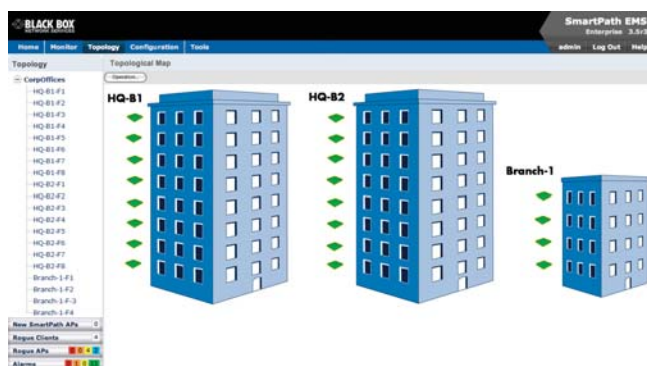 BLACK BOX
NETWORK SERVICES
SmartPath EMS
Enterprise 3.5r3
Home Monitor Topology Configuration Tools
admin Log Out Help
Topology
Topological Map
Operation...
CorpOffices
HQ-B1-F1
HQ-B1-F2
HQ-B1-F3
HQ-B1-F4
HQ-B1-F5
HQ-B1-F6
HQ-B1-F7
HQ-B1-F8
HQ-B2-F1
HQ-B2-F2
HQ-B2-F3
HQ-B2-F4
HQ-B2-F5
HQ-B2-F6
HQ-B2-F7
HQ-B2-F8
Branch-1-F1
Branch-1-F2
Branch-1-F-3
Branch-1-F4
HQ-B1
HQ-B2
Branch-1
New SmartPath APs 0
Rogue Clients 4
Rogue APs
Alarms